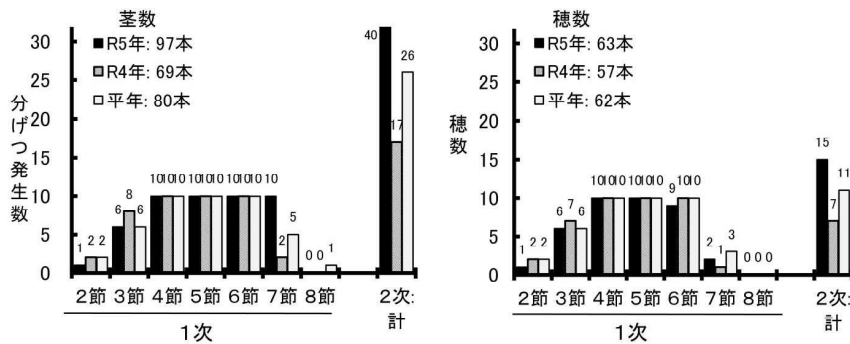 茎数
30
20
10
0
分げつ発生数
R5年: 97本
R4年: 69本
平年: 80本
1 2 2
6 8 6
10 10 10
10 10 10
10 10 10
10 2 5
0 0 1
40 17 26
2節 3節 4節 5節 6節 7節 8節 2次:計
1次
穂数
30
25
20
15
10
5
0
穂数
R5年: 63本
R4年: 57本
平年: 62本
1 2 2
6 7 6
10 10 10
10 10 10
9 10 10
2 1 3
0 0 0
15 7 11
2節 3節 4節 5節 6節 7節 8節 2次:計
1次